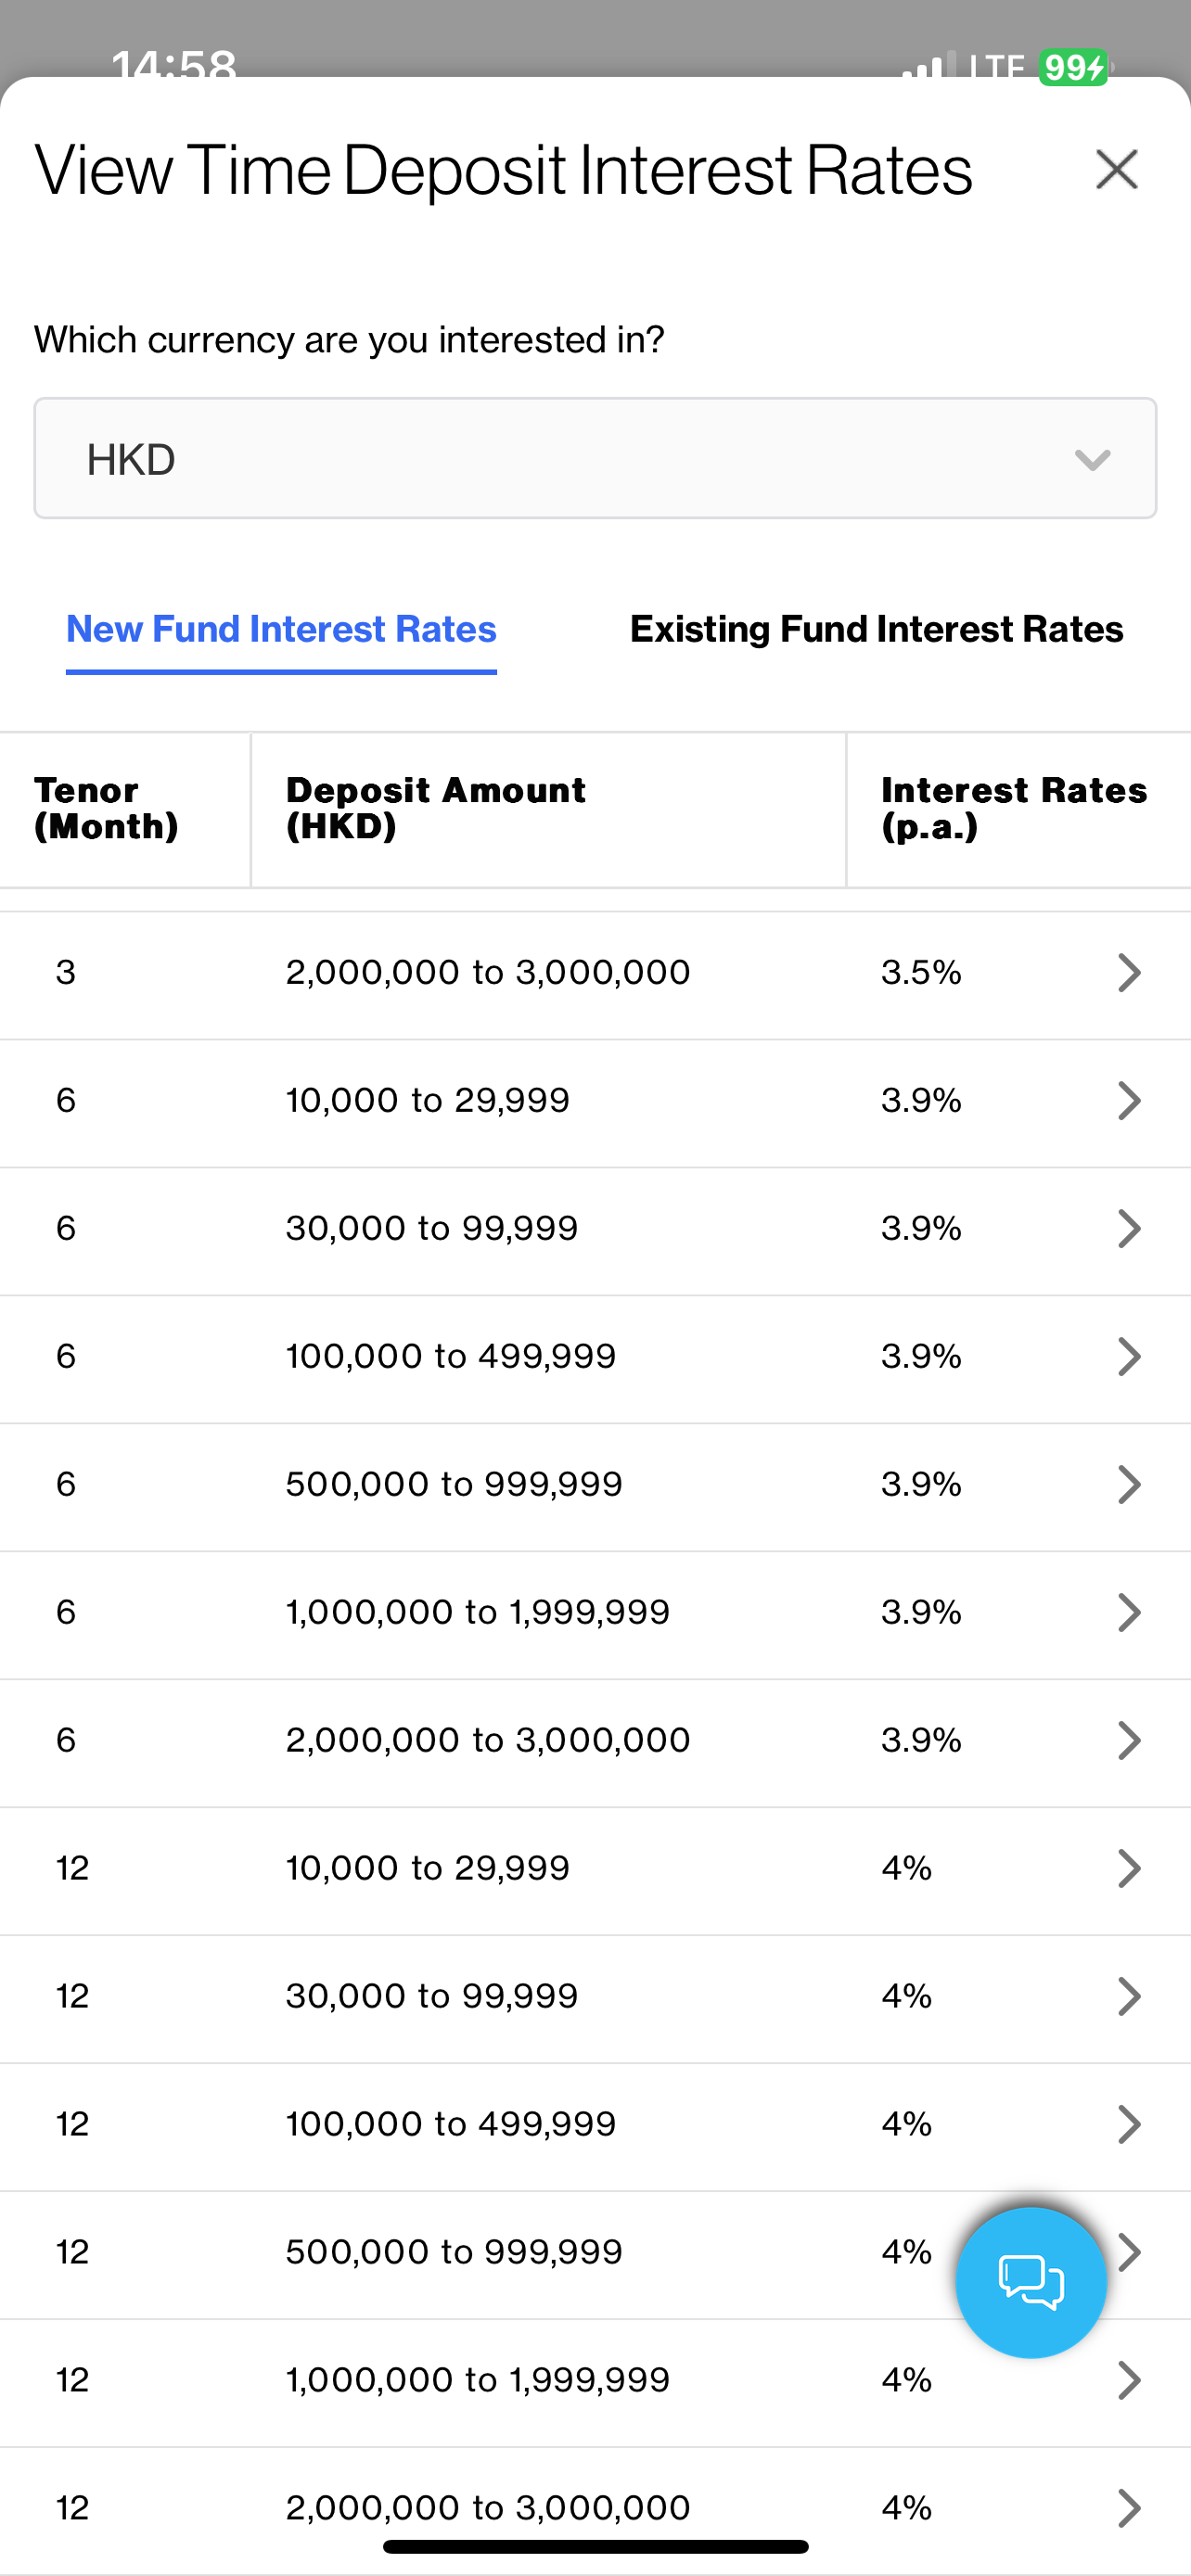 14:58 LTE 99
View Time Deposit Interest Rates
Which currency are you interested in?
HKD
New Fund Interest Rates Existing Fund Interest Rates
Tenor (Month) Deposit Amount (HKD) Interest Rates (p.a.)
3 2,000,000 to 3,000,000 3.5%
6 10,000 to 29,999 3.9%
6 30,000 to 99,999 3.9%
6 100,000 to 499,999 3.9%
6 500,000 to 999,999 3.9%
6 1,000,000 to 1,999,999 3.9%
6 2,000,000 to 3,000,000 3.9%
12 10,000 to 29,999 4%
12 30,000 to 99,999 4%
12 100,000 to 499,999 4%
12 500,000 to 999,999 4%
12 1,000,000 to 1,999,999 4%
12 2,000,000 to 3,000,000 4%